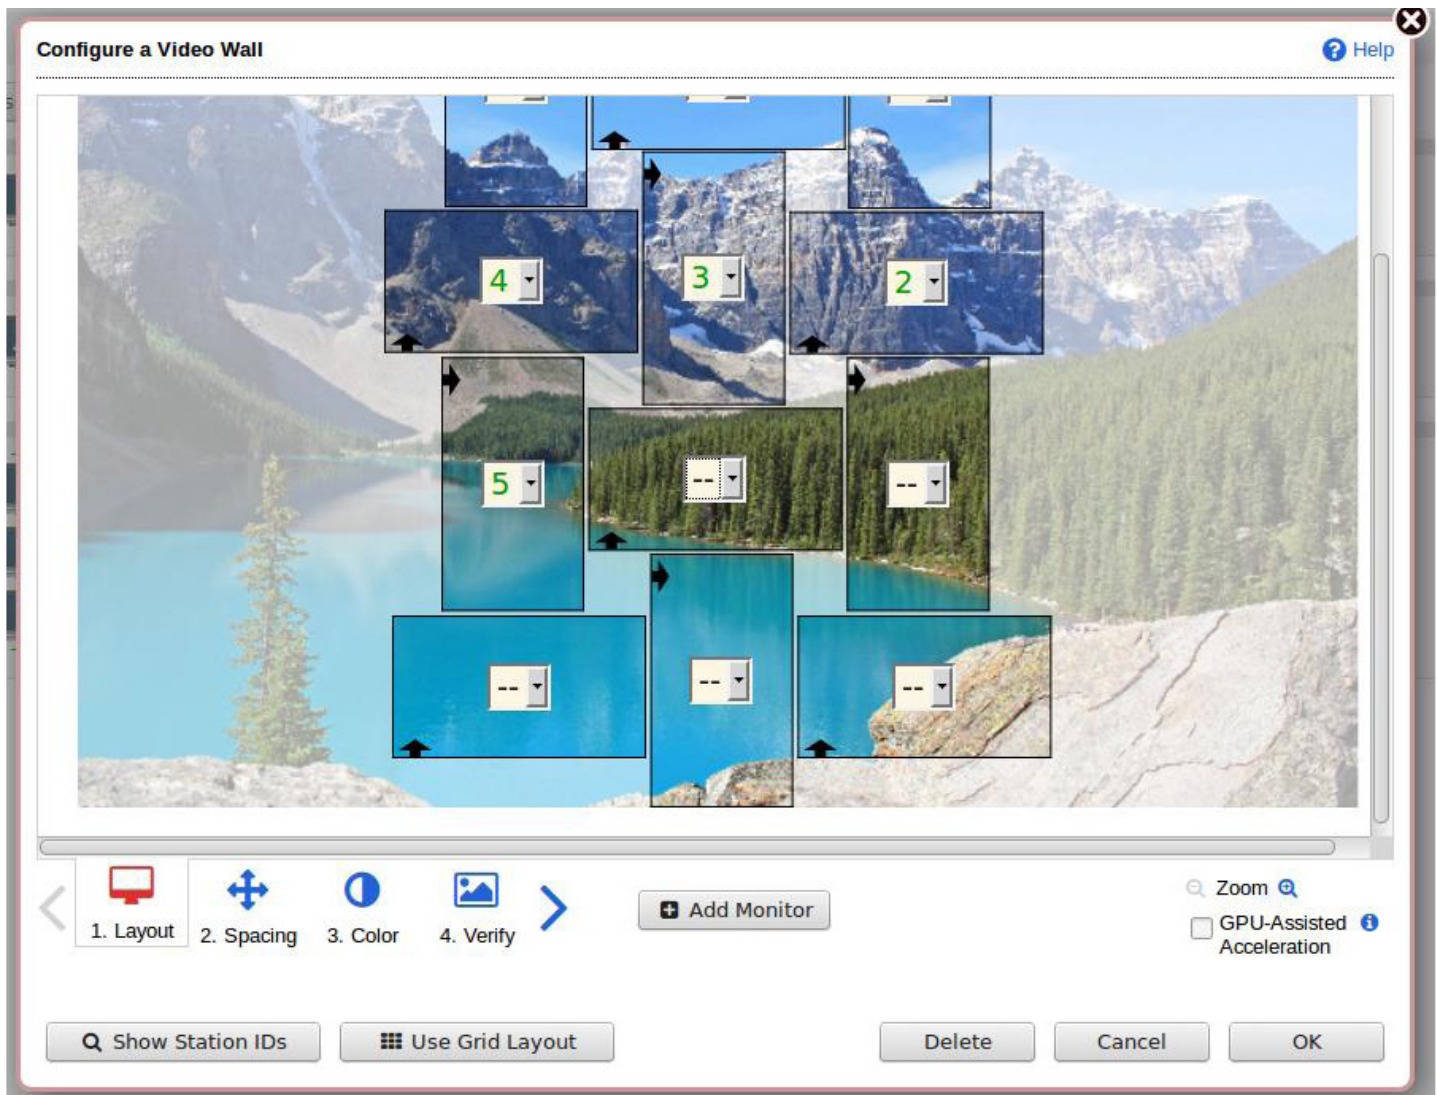 Configure a Video Wall
Help
4
3
2
5
--
--
--
--
--
1. Layout
2. Spacing
3. Color
4. Verify
Add Monitor
Zoom
GPU-Assisted
Acceleration
Show Station IDs
Use Grid Layout
Delete
Cancel
OK